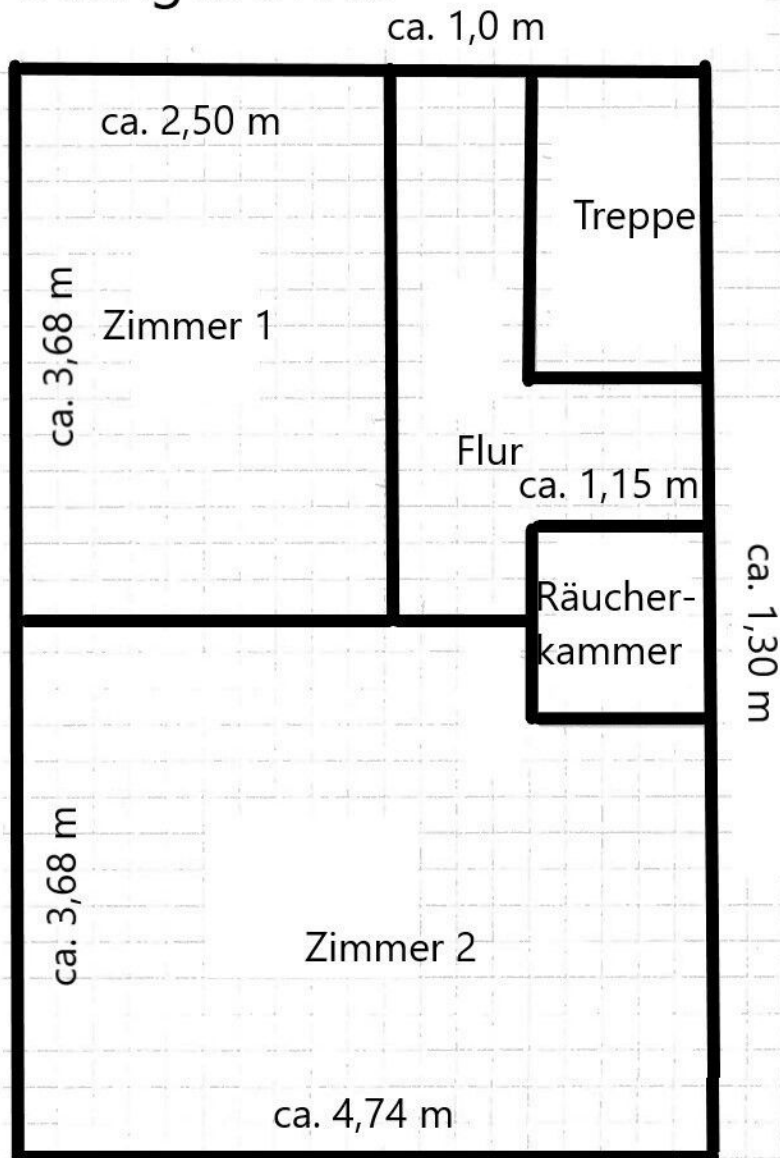 ca. 1,0 m
ca. 2,50 m
Treppe
ca. 3,68 m
Zimmer 1
Flur
ca. 1,15 m
Räucher-
kammer
ca. 1,30 m
ca. 3,68 m
Zimmer 2
ca. 4,74 m